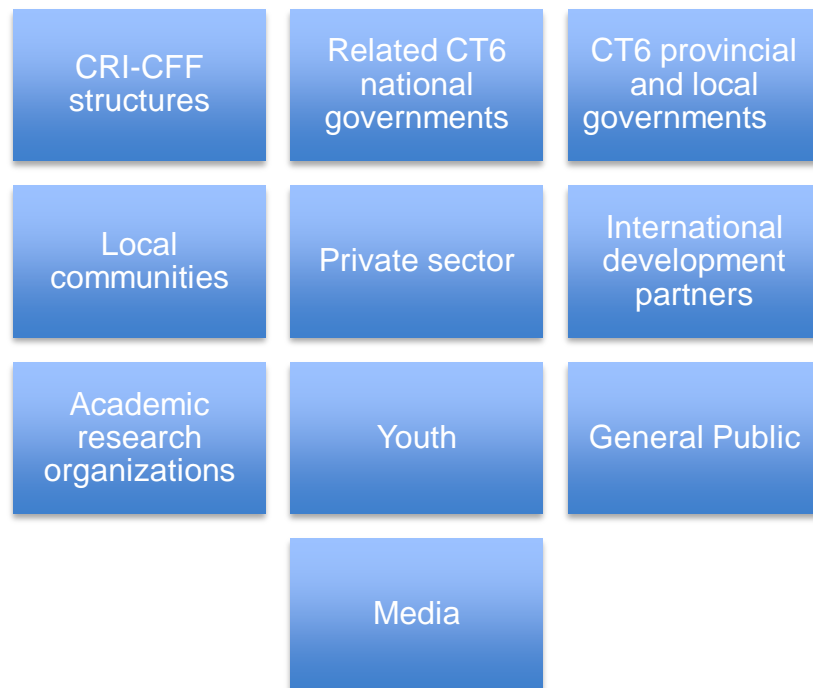 CRI-CFF
structures
Related CT6
national
governments
CT6 provincial
and local
governments
Local
communities
Private sector
International
development
partners
Academic
research
organizations
Youth
General Public
Media